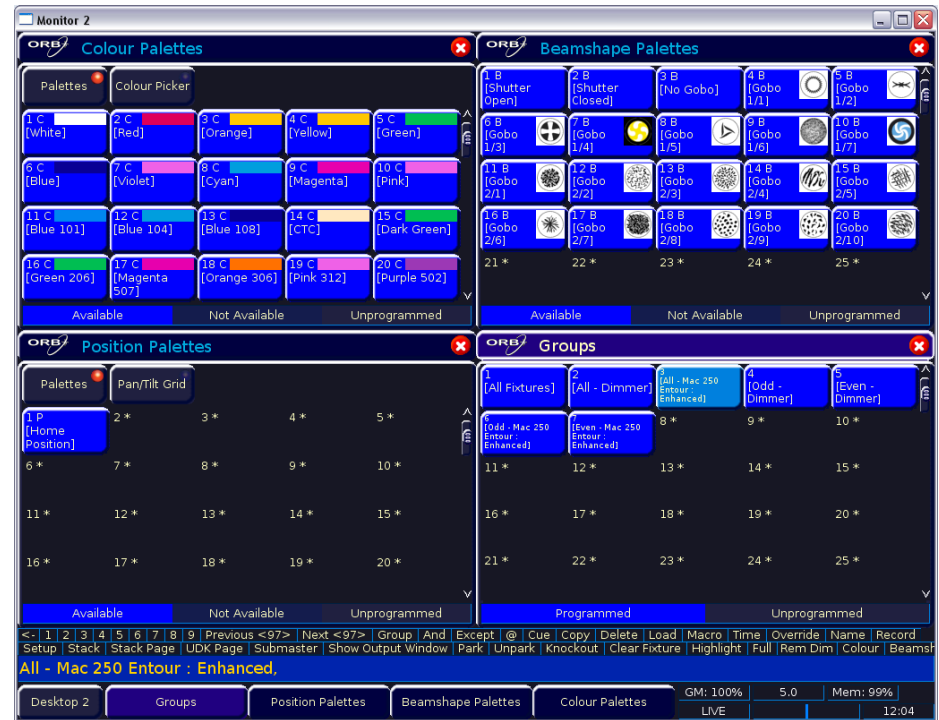 Monitor 2
ORB Colour Palettes
Palettes Colour Picker
1 C [White]
2 C [Red]
3 C [Orange]
4 C [Yellow]
5 C [Green]
6 C [Blue]
7 C [Violet]
8 C [Cyan]
9 C [Magenta]
10 C [Pink]
11 C [Blue 101]
12 C [Blue 104]
13 C [Blue 108]
14 C [CTC]
15 C [Dark Green]
16 C [Green 206]
17 C [Magenta 507]
18 C [Orange 306]
19 C [Pink 312]
20 C [Purple 502]
Available Not Available Unprogrammed
ORB Beamshape Palettes
1 B [Shutter Open]
2 B [Shutter Closed]
3 B [No Gobo]
4 B [Gobo 1/1]
5 B [Gobo 1/2]
6 B [Gobo 1/3]
7 B [Gobo 1/4]
8 B [Gobo 1/5]
9 B [Gobo 1/6]
10 B [Gobo 1/7]
11 B [Gobo 2/1]
12 B [Gobo 2/2]
13 B [Gobo 2/3]
14 B [Gobo 2/4]
15 B [Gobo 2/5]
16 B [Gobo 2/6]
17 B [Gobo 2/7]
18 B [Gobo 2/8]
19 B [Gobo 2/9]
20 B [Gobo 2/10]
21 * 22 * 23 * 24 * 25 *
Available Not Available Unprogrammed
ORB Position Palettes
Palettes Pan/Tilt Grid
1 P [Home Position]
2 * 3 * 4 * 5 *
6 * 7 * 8 * 9 * 10 *
11 * 12 * 13 * 14 * 15 *
16 * 17 * 18 * 19 * 20 *
Available Not Available Unprogrammed
ORB Groups
1 [All Fixtures]
2 [All - Dimmer]
3 [All - Mac 250 Entour : Enhanced]
4 [Odd - Dimmer]
5 [Even - Dimmer]
6 [Odd - Mac 250 Entour : Enhanced]
7 [Even - Mac 250 Entour : Enhanced]
8 * 9 * 10 *
11 * 12 * 13 * 14 * 15 *
16 * 17 * 18 * 19 * 20 *
21 * 22 * 23 * 24 * 25 *
Programmed Unprogrammed
<- 1 2 3 4 5 6 7 8 9 Previous <97> Next <97> Group And Except @ Cue Copy Delete Load Macro Time Override Name Record
Setup Stack Stack Page UDK Page Submaster Show Output Window Park Unpark Knockout Clear Fixture Highlight Full Rem Dim Colour Beamsh
All - Mac 250 Entour : Enhanced,
Desktop 2 Groups Position Palettes Beamshape Palettes Colour Palettes GM: 100% 5.0 Mem: 99%
LIVE 12:04